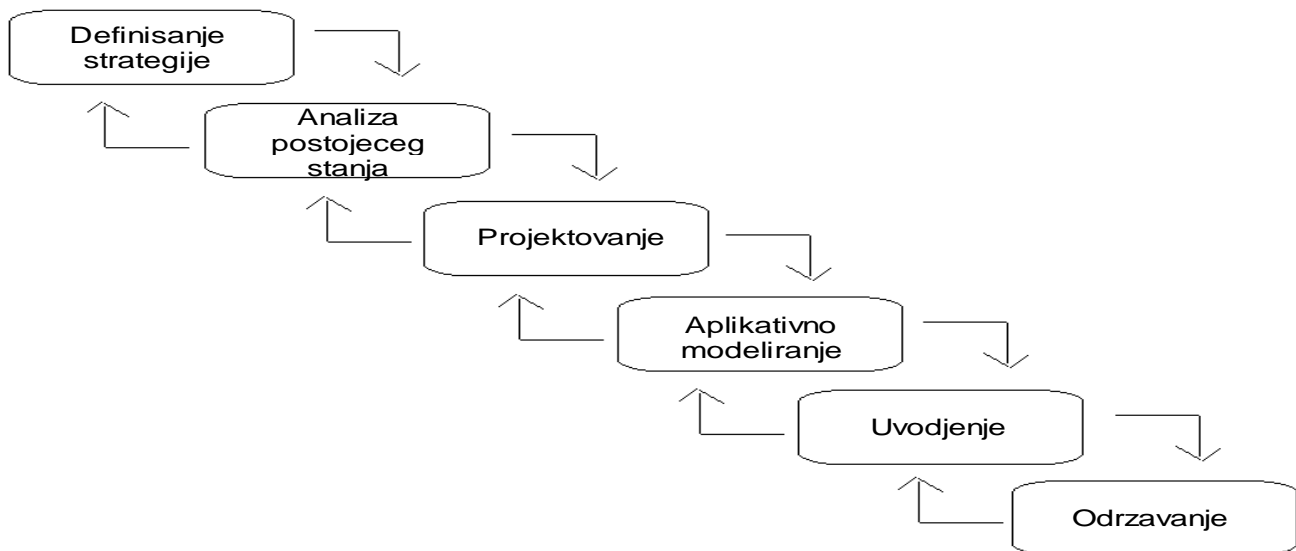 Definisanje
strategije
Analiza
postojeceg
stanja
Projektovanje
Aplikativno
modeliranje
Uvodjenje
Odrzavanje